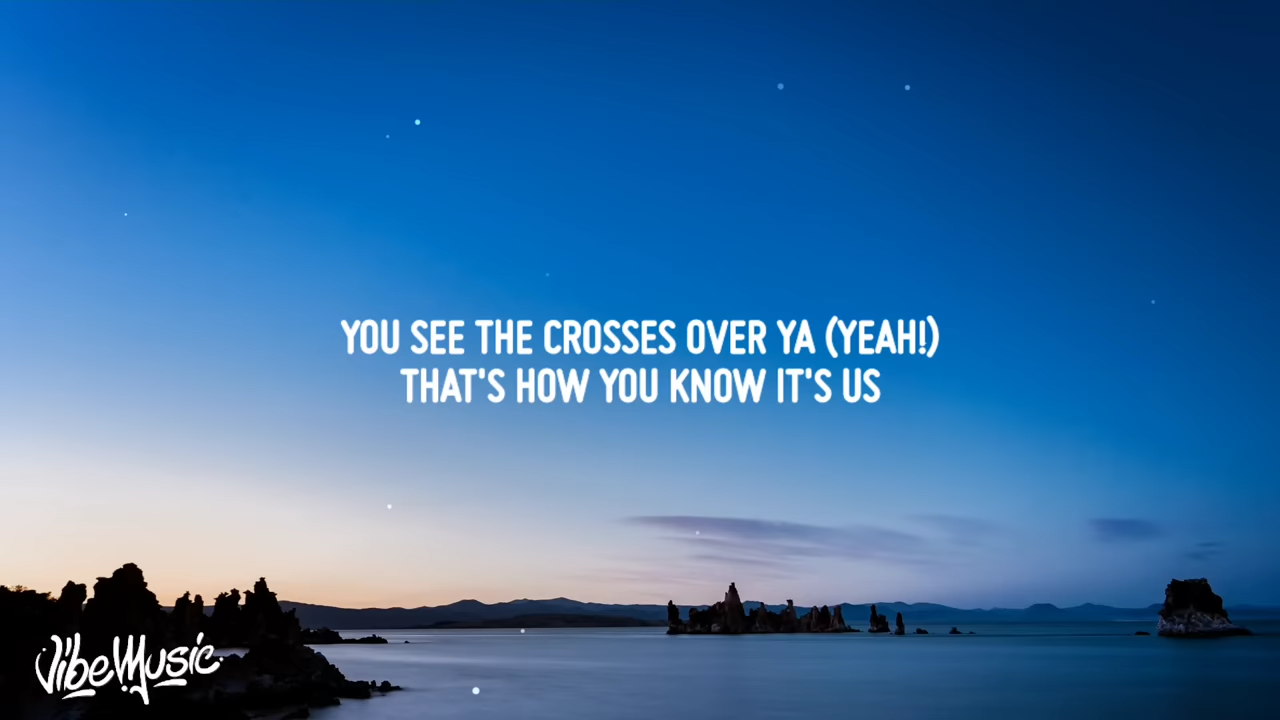 YOU SEE THE CROSSES OVER YA (YEAH!)
THAT'S HOW YOU KNOW IT'S US
VibeMusic